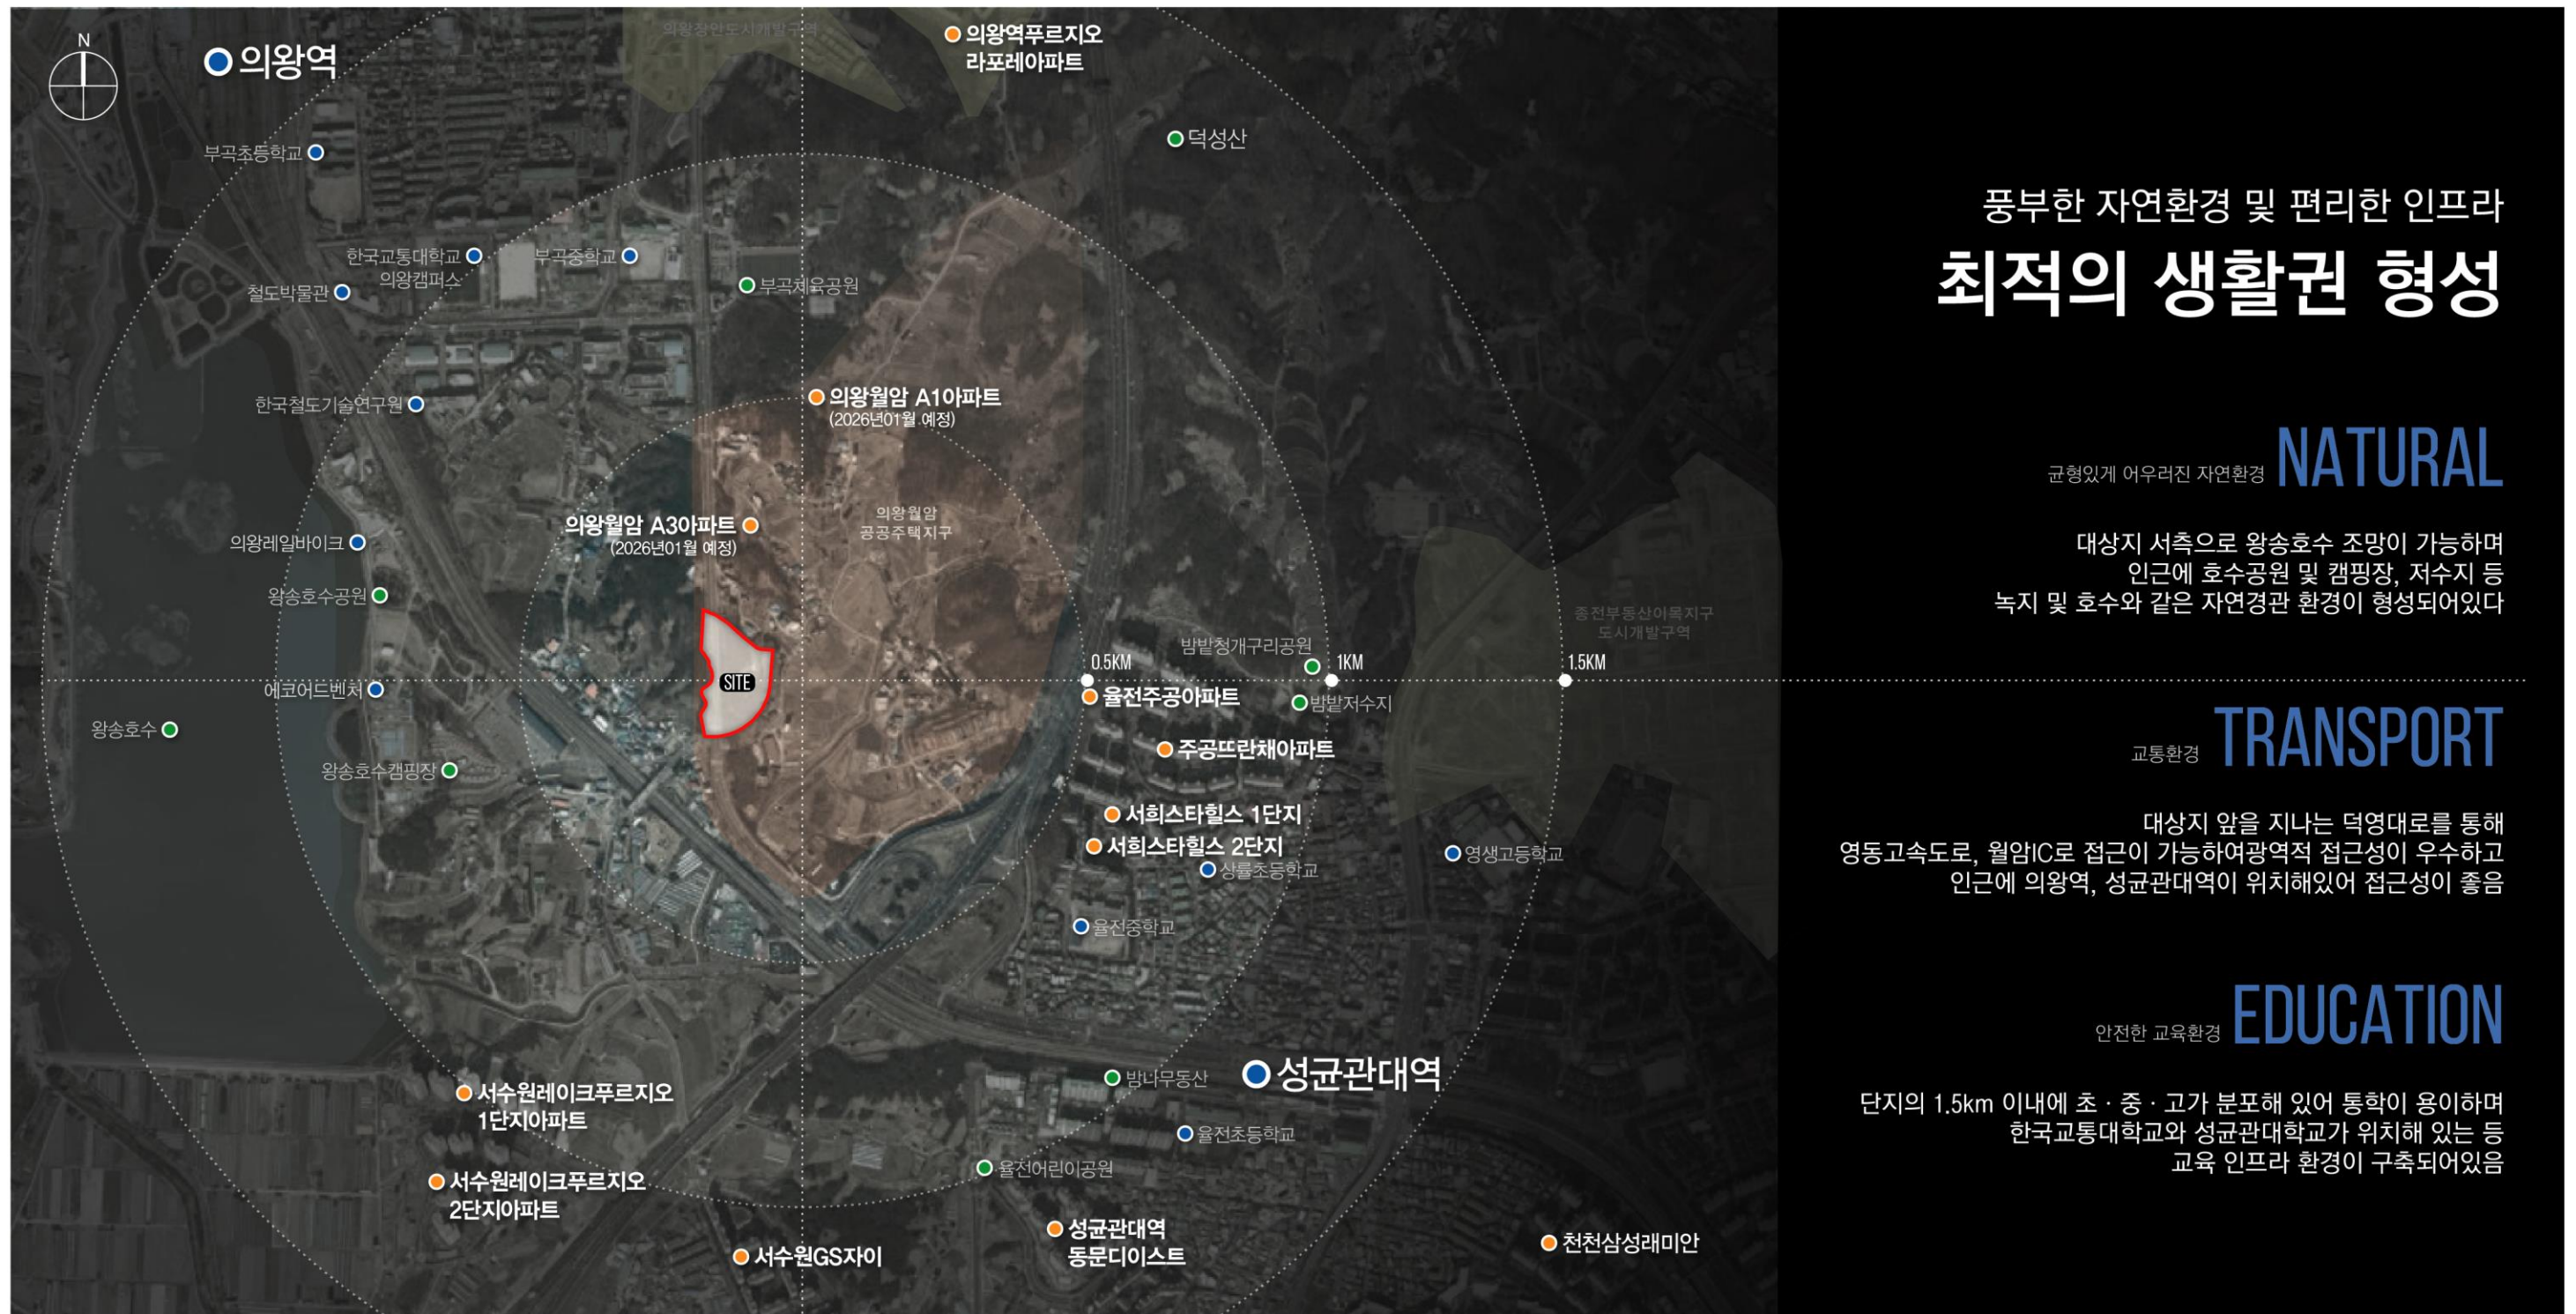 N
의왕역
의왕장안도시개발구역
의왕역푸르지오
라포레아파트
덕성산
부곡초등학교
한국교통대학교
의왕캠퍼스
부곡중학교
철도박물관
부곡체육공원
한국철도기술연구원
의왕월암 A1아파트
(2026년01월 예정)
의왕월암 A3아파트
(2026년01월 예정)
의왕월암
공공주택지구
의왕레일바이크
왕송호수공원
SITE
에코어드벤처
왕송호수
왕송호수캠핑장
0.5KM
1KM
1.5KM
밤밭청개구리공원
율전주공아파트
밤밭저수지
종전부동산이목지구
도시개발구역
주공뜨란채아파트
서희스타힐스 1단지
서희스타힐스 2단지
상률초등학교
영생고등학교
율전중학교
밤나무동산
성균관대역
서수원레이크푸르지오
1단지아파트
율전초등학교
율전어린이공원
서수원레이크푸르지오
2단지아파트
서수원GS자이
성균관대역
동문디이스트
천천삼성래미안
풍부한 자연환경 및 편리한 인프라
최적의 생활권 형성
균형있게 어우러진 자연환경 NATURAL
대상지 서측으로 왕송호수 조망이 가능하며
인근에 호수공원 및 캠핑장, 저수지 등
녹지 및 호수와 같은 자연경관 환경이 형성되어있다
교통환경 TRANSPORT
대상지 앞을 지나는 덕영대로를 통해
영동고속도로, 월암IC로 접근이 가능하여광역적 접근성이 우수하고
인근에 의왕역, 성균관대역이 위치해있어 접근성이 좋음
안전한 교육환경 EDUCATION
단지의 1.5km 이내에 초 · 중 · 고가 분포해 있어 통학이 용이하며
한국교통대학교와 성균관대학교가 위치해 있는 등
교육 인프라 환경이 구축되어있음